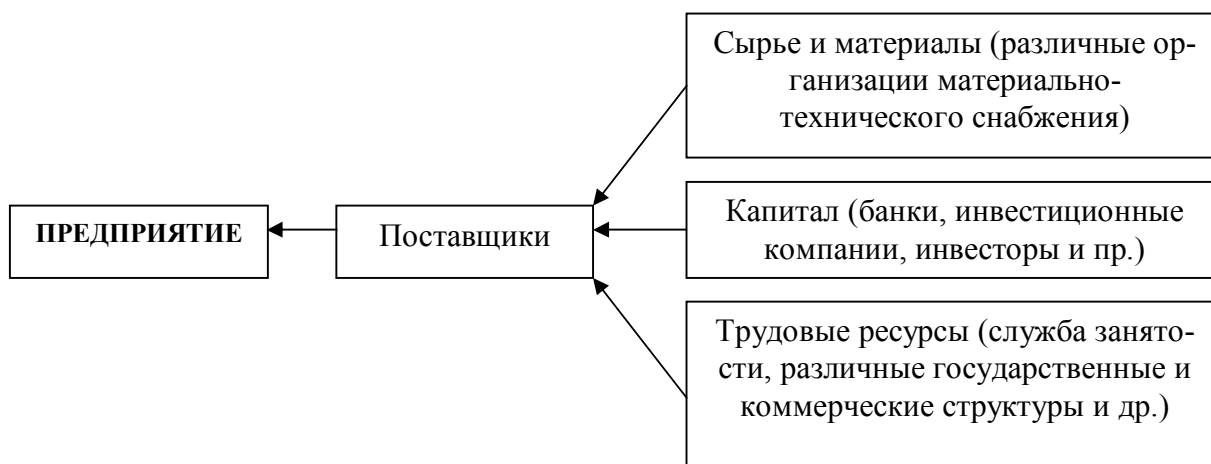 Сырье и материалы (различные ор-
ганизации материально-
технического снабжения)
ПРЕДПРИЯТИЕ
Поставщики
Капитал (банки, инвестиционные
компании, инвесторы и пр.)
Трудовые ресурсы (служба занято-
сти, различные государственные и
коммерческие структуры и др.)